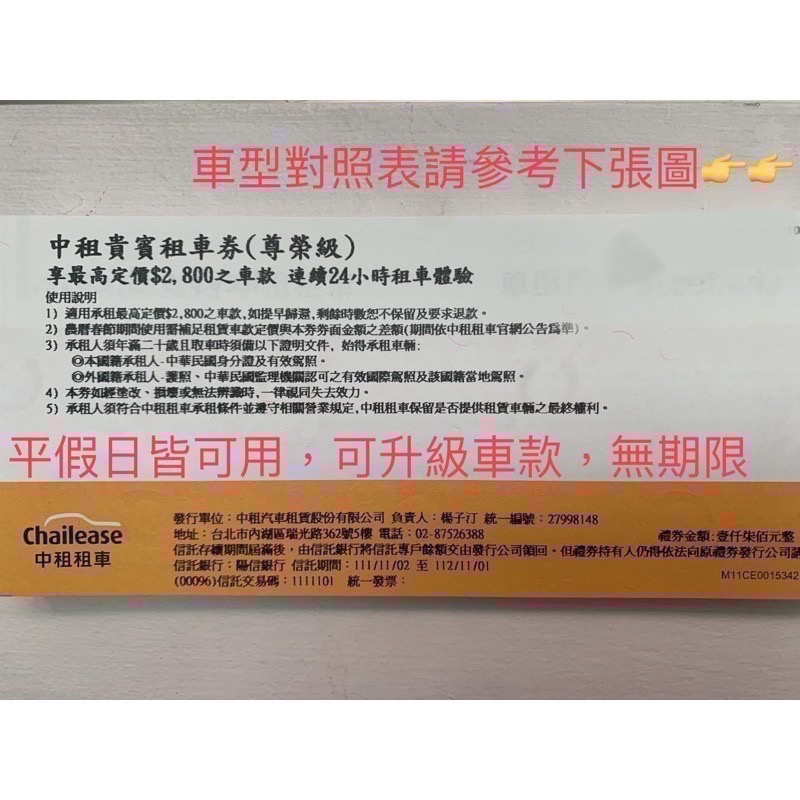 車型對照表請參考下張圖👉👉
中租貴賓租車券(尊榮級)
享最高定價$2,800之車款 連續24小時租車體驗
使用說明
1) 適用承租最高定價$2,800之車款,如提早歸還,剩餘時數恕不保留及要求退款。
2) 農曆春節期間使用需補足租賃車款定價與本券券面金額之差額(期間依中租租車官網公告為準)。
3) 承租人須年滿二十歲且取車時須備以下證明文件, 始得承租車輛:
◎本國籍承租人-中華民國身分證及有效駕照。
◎外國籍承租人-護照、中華民國監理機關認可之有效國際駕照及該國籍當地駕照。
4) 本券如經塗改、損壞或無法辨識時,一律視同失去效力。
5) 承租人須符合中租租車承租條件並遵守相關營業規定,中租租車保留是否提供租賃車輛之最終權利。
平假日皆可用，可升級車款，無期限
Chailease
中租租車
發行單位：中租汽車租賃股份有限公司 負責人：楊子汀 統一編號：27998148
地址：台北市內湖區瑞光路362號5樓 電話：02-87526388
禮券金額:壹仟柒佰元整
信託存續期間屆滿後，由信託銀行將信託專戶餘額交由發行公司領回。但禮券持有人仍得依法向原禮券發行公司請
信託銀行：陽信銀行 信託期間：111/11/02 至 112/11/01
M11CE0015342
(00096)信託交易碼：1111101 統一發票：